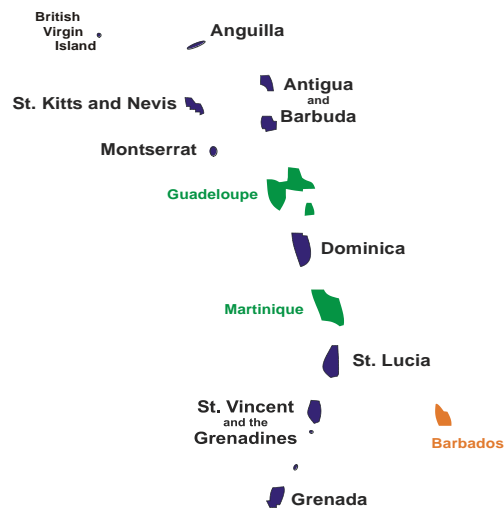 British
Virgin
Island
Anguilla
Antigua
and
Barbuda
St. Kitts and Nevis
Montserrat
Guadeloupe
Dominica
Martinique
St. Lucia
St. Vincent
and the
Grenadines
Barbados
Grenada